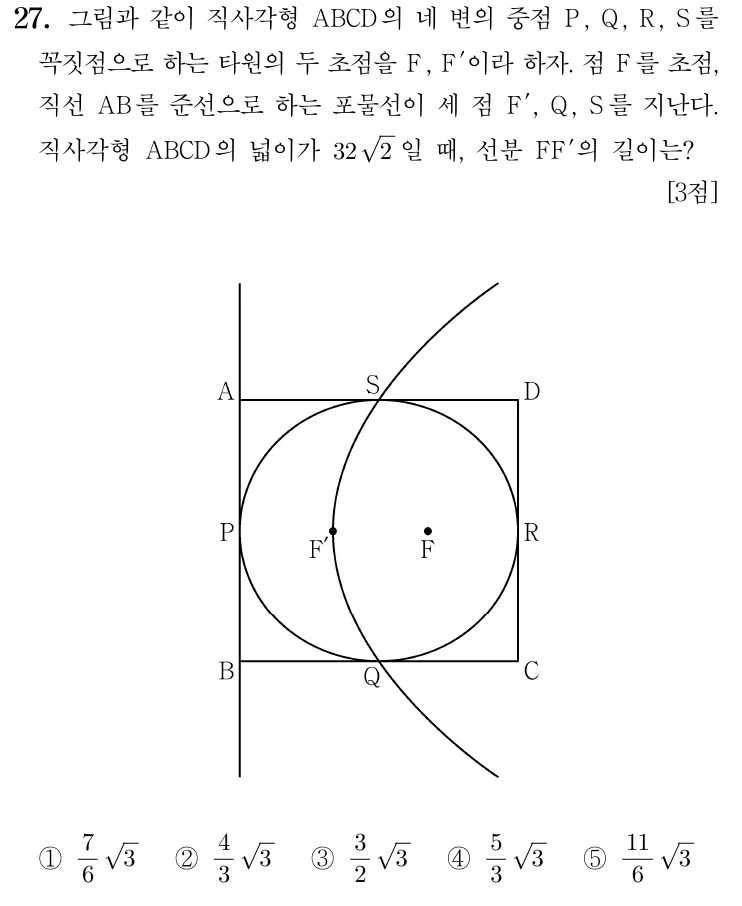 27. 그림과 같이 직사각형 ABCD의 네 변의 중점 P, Q, R, S를
꼭짓점으로 하는 타원의 두 초점을 F, F′이라 하자. 점 F를 초점,
직선 AB를 준선으로 하는 포물선이 세 점 F′, Q, S를 지난다.
직사각형 ABCD의 넓이가 32√2 일 때, 선분 FF′의 길이는?
[3점]
A S D
P F′ F R
B Q C
① 7/6 √3 ② 4/3 √3 ③ 3/2 √3 ④ 5/3 √3 ⑤ 11/6 √3